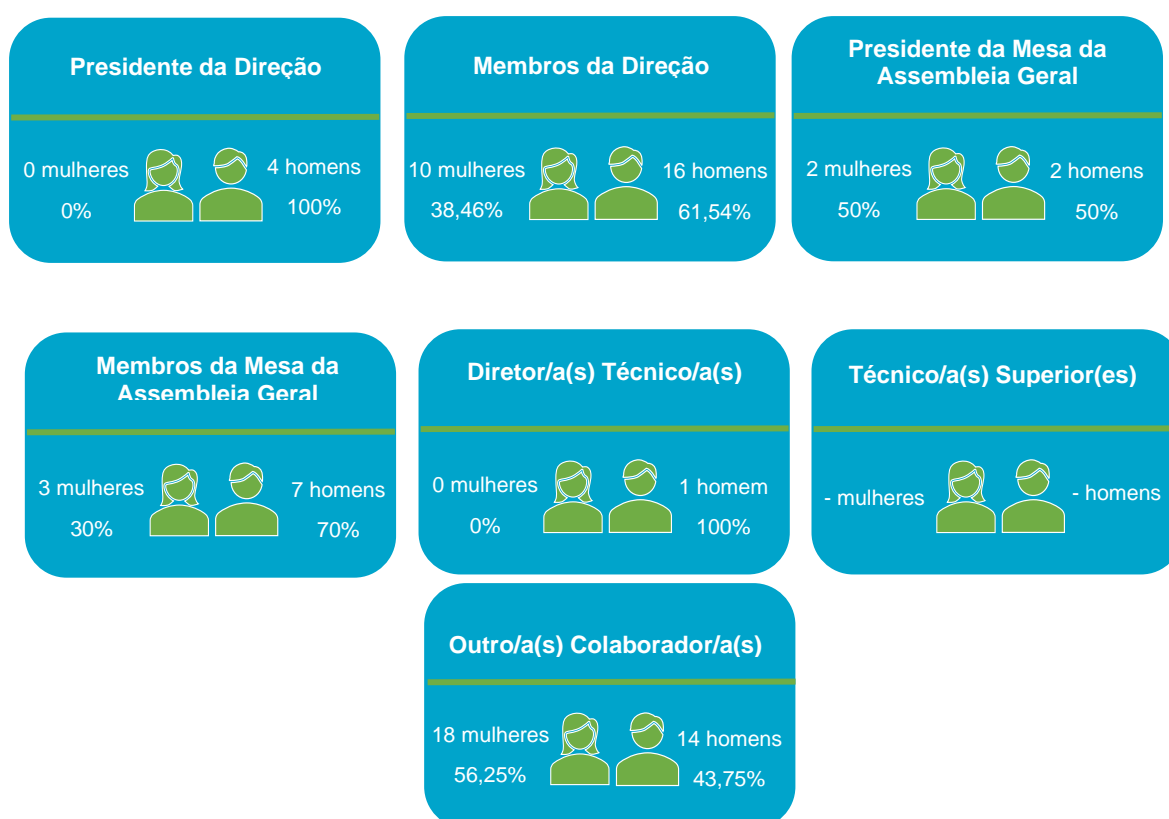 Presidente da Direção
0 mulheres
0%
4 homens
100%
Membros da Direção
10 mulheres
38,46%
16 homens
61,54%
Presidente da Mesa da
Assembleia Geral
2 mulheres
50%
2 homens
50%
Membros da Mesa da
Assembleia Geral
3 mulheres
30%
7 homens
70%
Diretor/a(s) Técnico/a(s)
0 mulheres
0%
1 homem
100%
Técnico/a(s) Superior(es)
- mulheres
- homens
Outro/a(s) Colaborador/a(s)
18 mulheres
56,25%
14 homens
43,75%